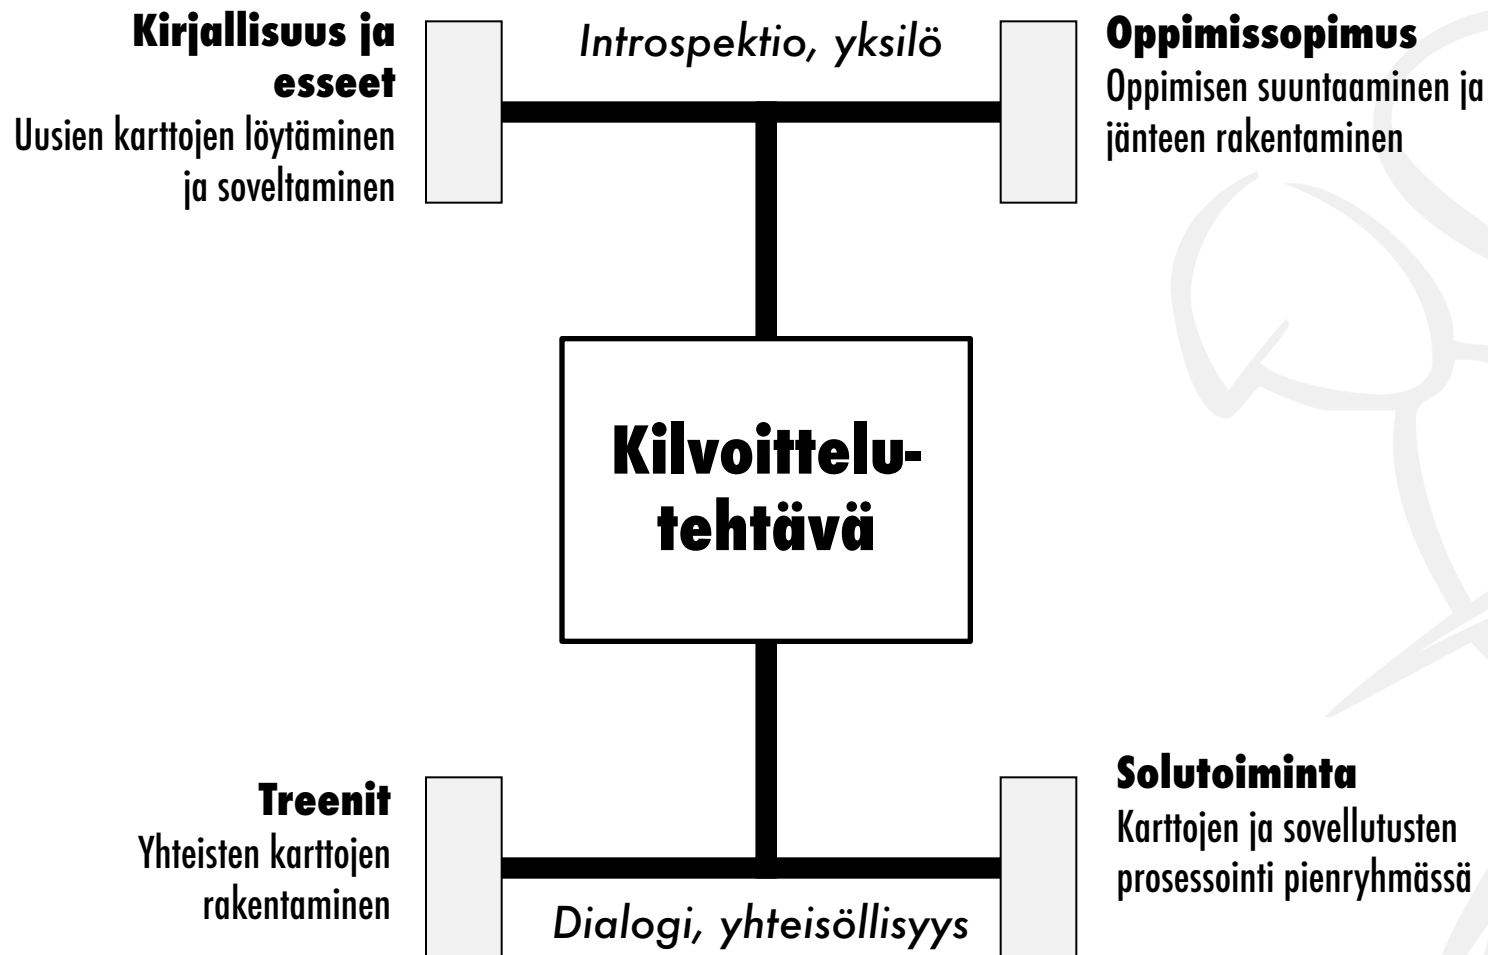 Kirjallisuus ja
esseet
Uusien karttojen löytäminen
ja soveltaminen
Introspektio, yksilö
Oppimissopimus
Oppimisen suuntaaminen ja
jänteen rakentaminen
Kilvoittelu-
tehtävä
Treenit
Yhteisten karttojen
rakentaminen
Dialogi, yhteisöllisyys
Solutoiminta
Karttojen ja sovellutusten
prosessointi pienryhmässä